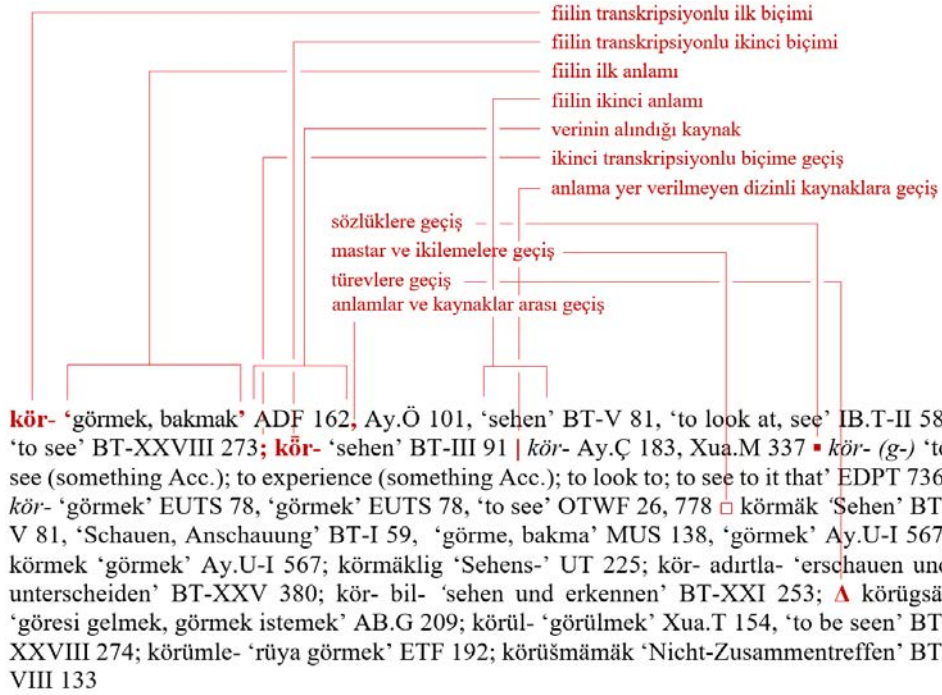 fiilin transkripsiyonlu ilk biçimi
fiilin transkripsiyonlu ikinci biçimi
fiilin ilk anlamı
fiilin ikinci anlamı
verinin alındığı kaynak
ikinci transkripsiyonlu biçime geçiş
anlama yer verilmeyen dizinli kaynaklara geçiş
sözlüklere geçiş
mastar ve ikilemelere geçiş
türevlere geçiş
anlamlar ve kaynaklar arası geçiş
kör- ‘görmek, bakmak’ ADF 162, Ay.Ö 101, ‘sehen’ BT-V 81, ‘to look at, see’ IB.T-II 58
‘to see’ BT-XXVIII 273; kö̈r- ‘sehen’ BT-III 91 | kör- Ay.Ç 183, Xua.M 337 ▪ kör- (g-) ‘to
see (something Acc.); to experience (something Acc.); to look to; to see to it that’ EDPT 736
kör- ‘görmek’ EUTS 78, ‘görmek’ EUTS 78, ‘to see’ OTWF 26, 778 □ körmäk ‘Sehen’ BT-
V 81, ‘Schauen, Anschauung’ BT-I 59, ‘görme, bakma’ MUS 138, ‘görmek’ Ay.U-I 567
körmek ‘görmek’ Ay.U-I 567; körmäklig ‘Sehens-’ UT 225; kör- adırtla- ‘erschauen und
unterscheiden’ BT-XXV 380; kör- bil- ‘sehen und erkennen’ BT-XXI 253; Δ körügsä-
‘göresi gelmek, görmek istemek’ AB.G 209; körül- ‘görülmek’ Xua.T 154, ‘to be seen’ BT-
XXVIII 274; körümle- ‘rüya görmek’ ETF 192; körüšmämäk ‘Nicht-Zusammentreffen’ BT-
VIII 133